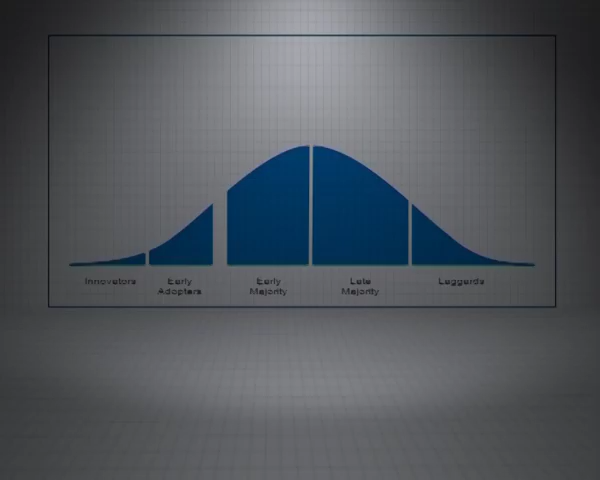 Innovators
Early
Adopters
Early
Majority
Late
Majority
Laggards